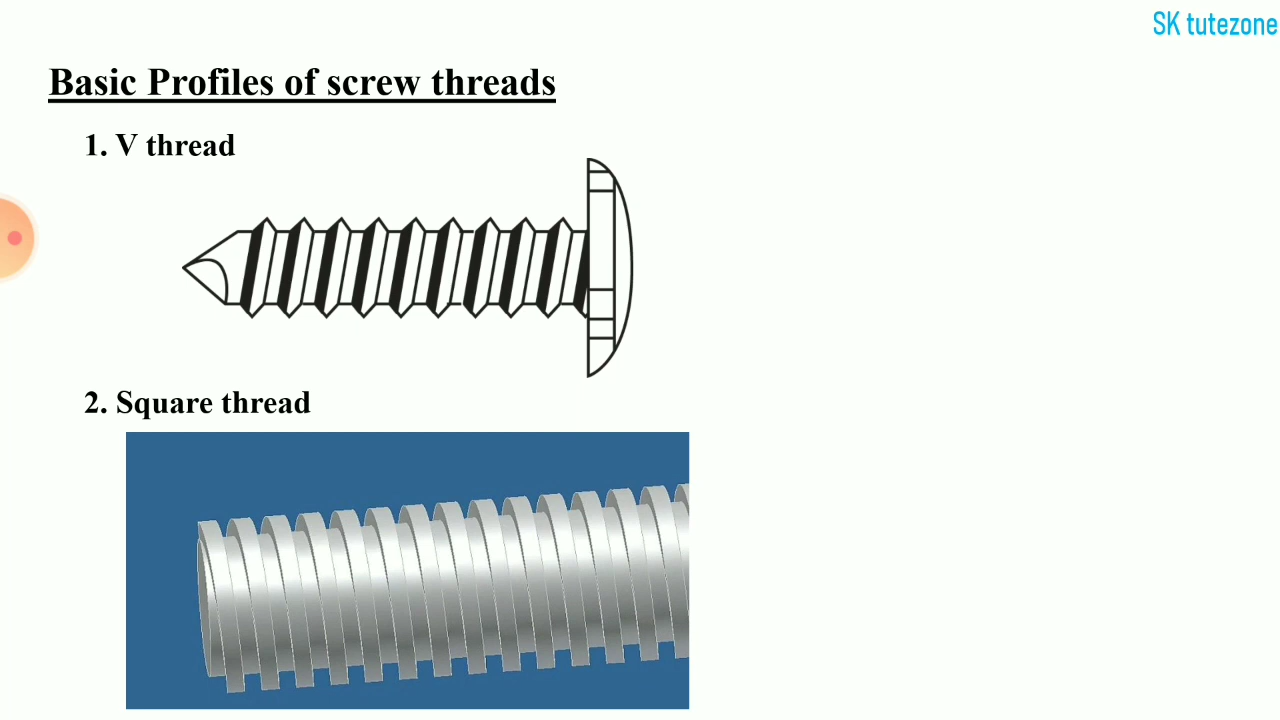 SK tutezone
Basic Profiles of screw threads
1. V thread
2. Square thread